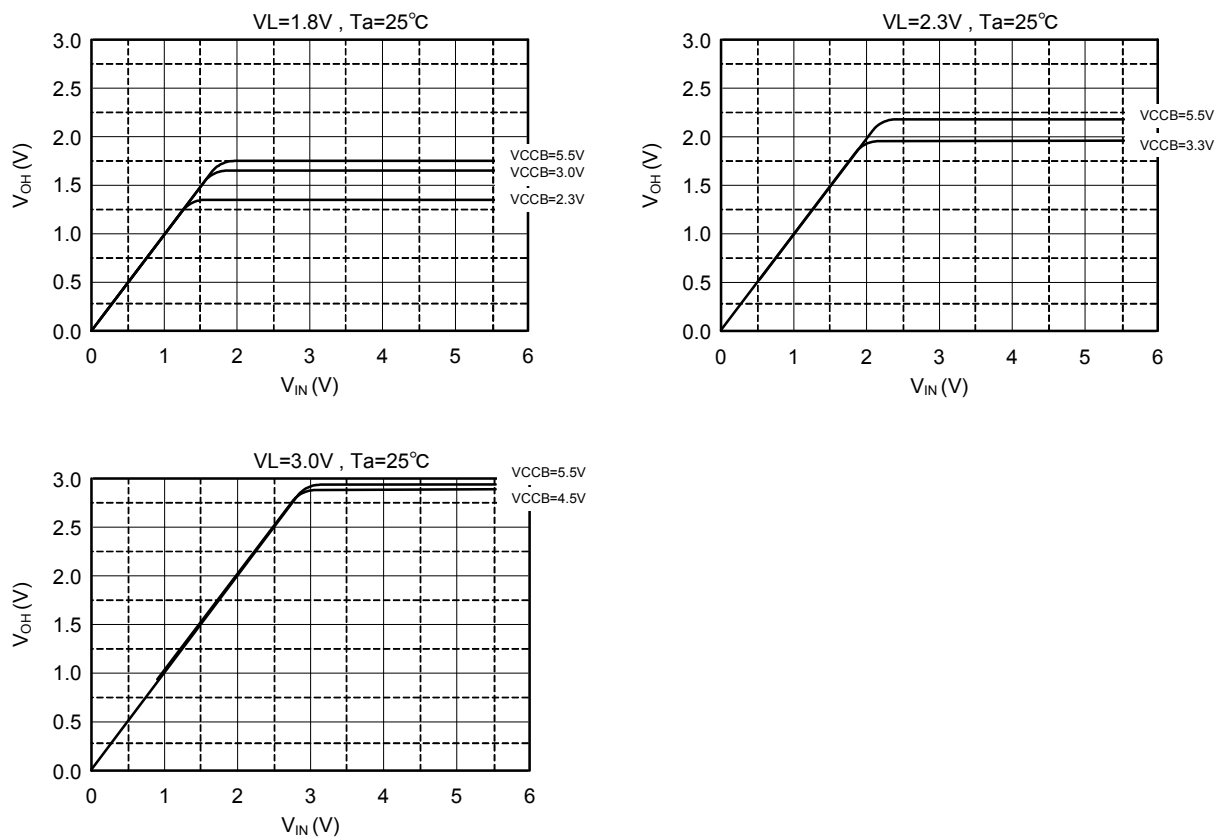 VL=1.8V , Ta=25℃
3.0
2.5
2.0
1.5
1.0
0.5
0.0
VOH (V)
VCCB=5.5V
VCCB=3.0V
VCCB=2.3V
0 1 2 3 4 5 6
VIN (V)
VL=2.3V , Ta=25℃
3.0
2.5
2.0
1.5
1.0
0.5
0.0
VOH (V)
VCCB=5.5V
VCCB=3.3V
0 1 2 3 4 5 6
VIN (V)
VL=3.0V , Ta=25℃
3.0
2.5
2.0
1.5
1.0
0.5
0.0
VOH (V)
VCCB=5.5V
VCCB=4.5V
0 1 2 3 4 5 6
VIN (V)